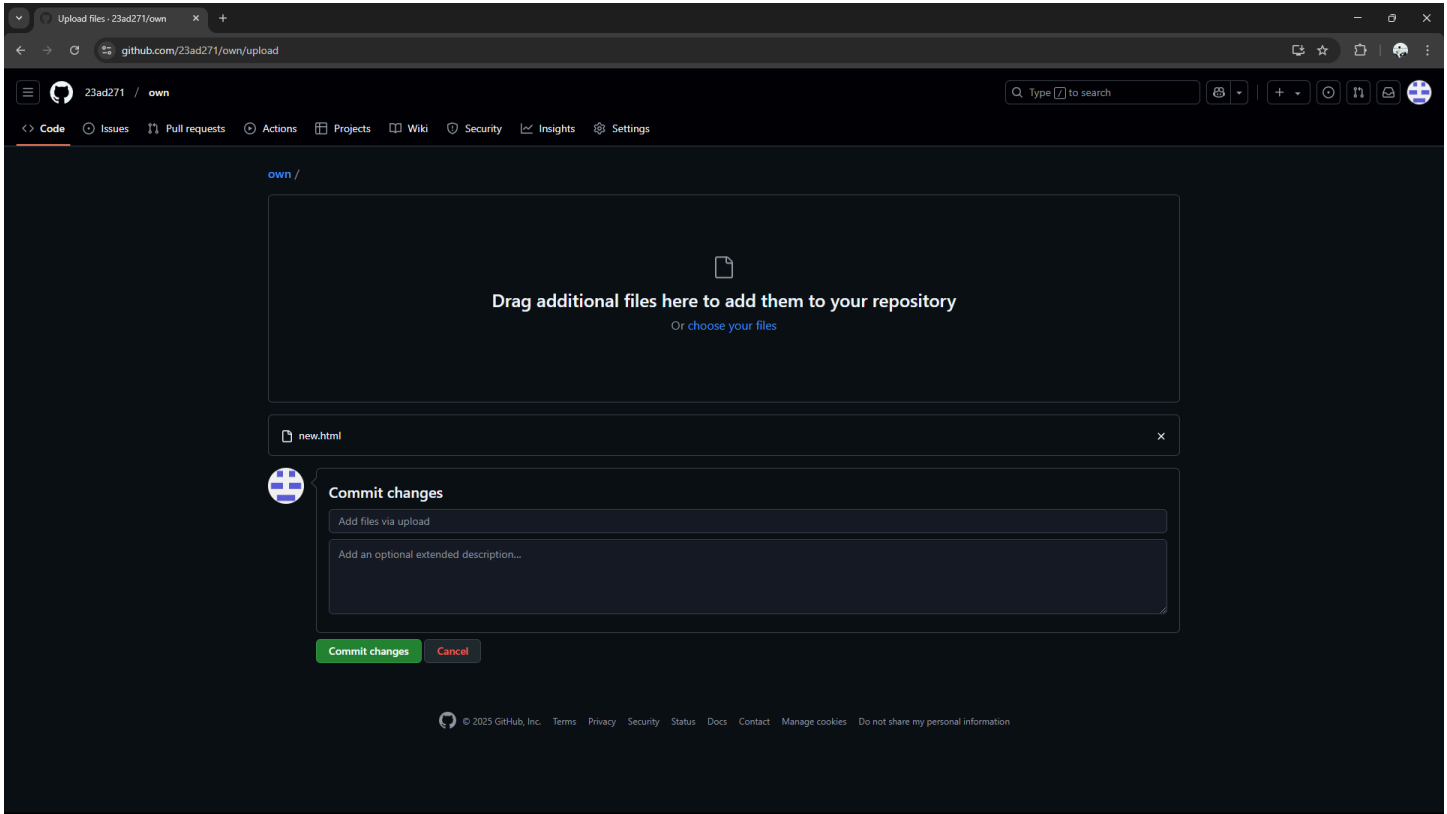 Upload files · 23ad271/own
github.com/23ad271/own/upload
23ad271 / own
Type / to search
Code Issues Pull requests Actions Projects Wiki Security Insights Settings
own /
Drag additional files here to add them to your repository
Or choose your files
new.html
Commit changes
Add files via upload
Add an optional extended description...
Commit changes Cancel
© 2025 GitHub, Inc. Terms Privacy Security Status Docs Contact Manage cookies Do not share my personal information